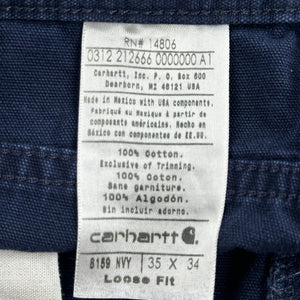 RN# 14806
0312 212666 0000000 A1
Carhartt, Inc. P. O. Box 600
Dearborn, MI 48121 USA
Made in Mexico with USA components.
Fabriqué au Mexique à partir de
composants américains. Hecho en
México con componentes de EE.UU.
100% Cotton.
Exclusive of Trimming.
100% Coton.
Sans garniture.
100% Algodón.
Sin incluir adorno.
carhartt
8159 NVY 35 X 34
Loose Fit